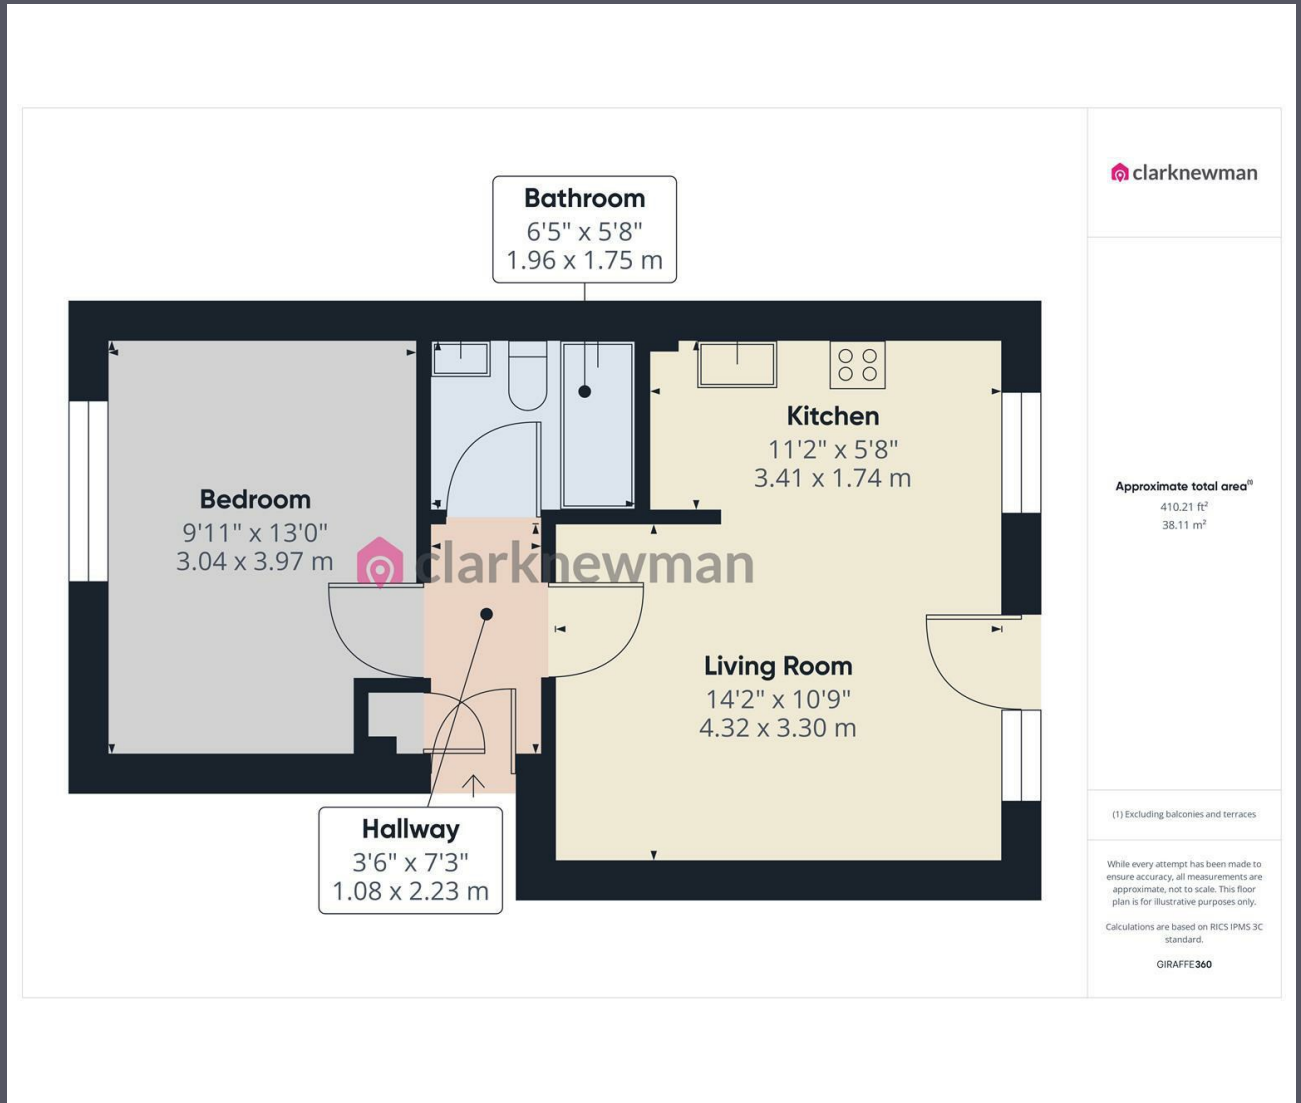 clarknewman
Bathroom
6'5" x 5'8"
1.96 x 1.75 m
Kitchen
11'2" x 5'8"
3.41 x 1.74 m
Bedroom
9'11" x 13'0"
3.04 x 3.97 m
clarknewman
Living Room
14'2" x 10'9"
4.32 x 3.30 m
Hallway
3'6" x 7'3"
1.08 x 2.23 m
Approximate total area(1)
410.21 ft²
38.11 m²
(1) Excluding balconies and terraces
While every attempt has been made to
ensure accuracy, all measurements are
approximate, not to scale. This floor
plan is for illustrative purposes only.
Calculations are based on RICS IPMS 3C
standard.
GIRAFFE360